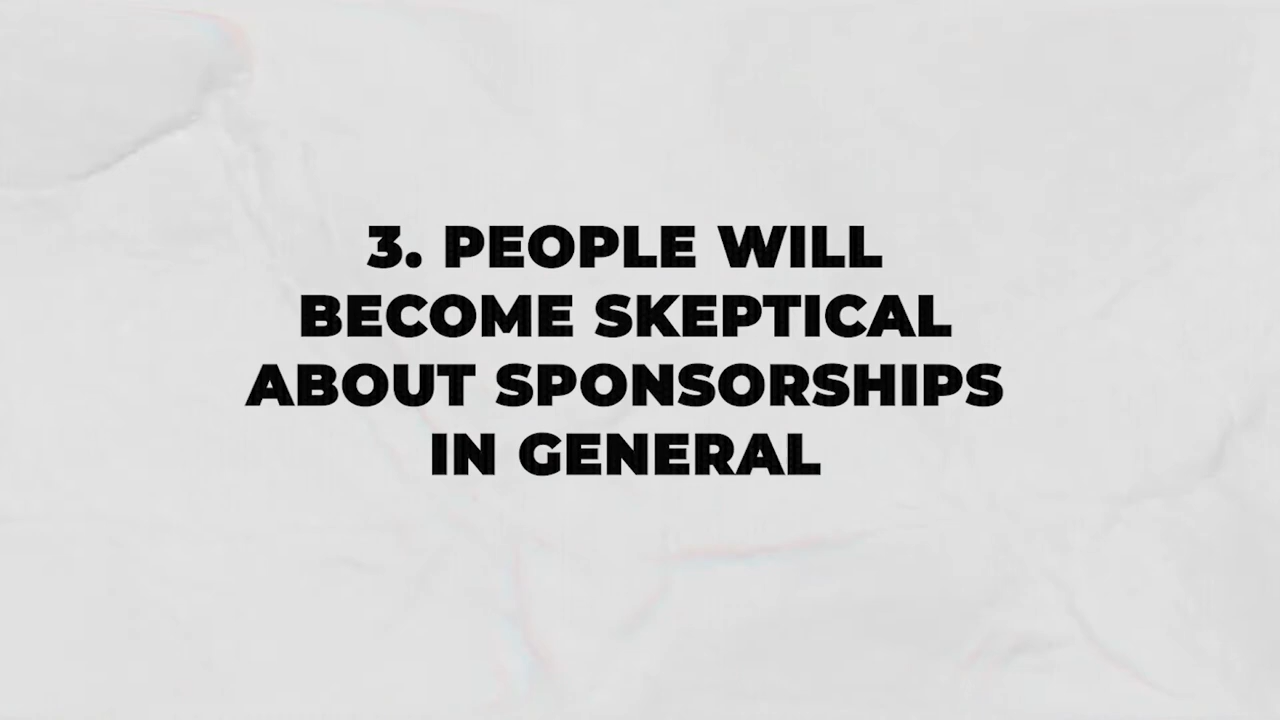 3. PEOPLE WILL
BECOME SKEPTICAL
ABOUT SPONSORSHIPS
IN GENERAL